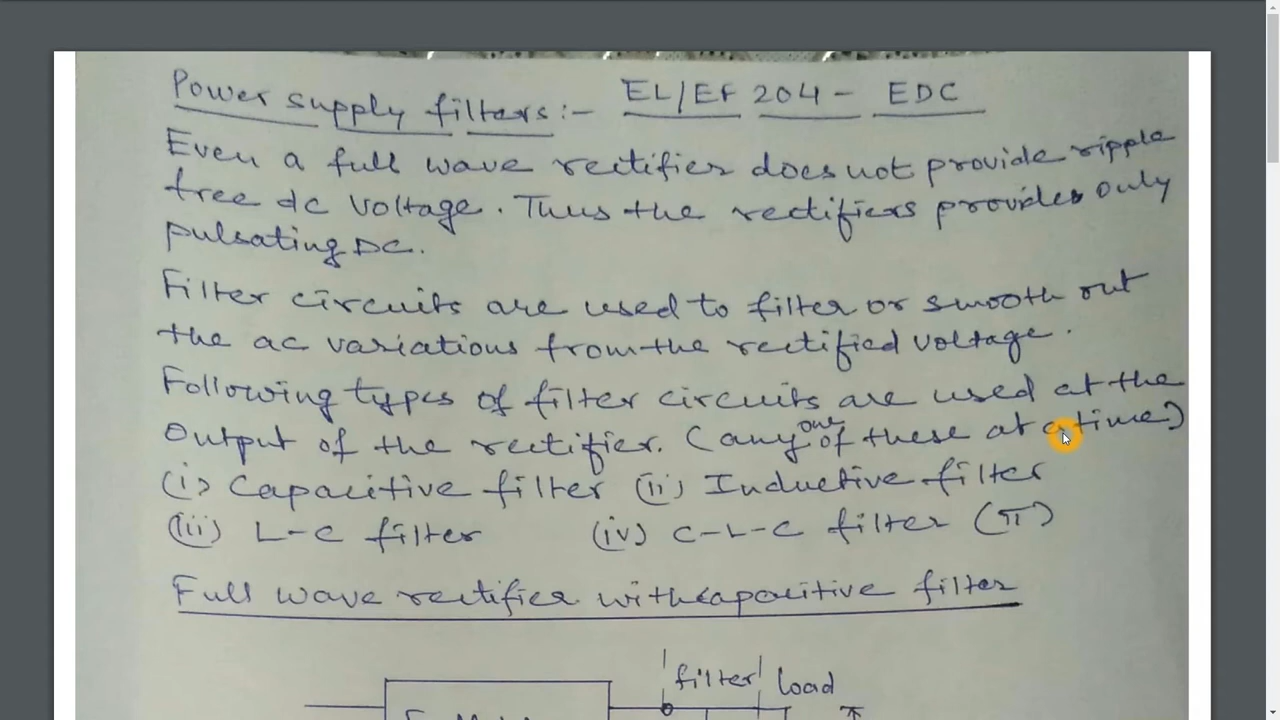 Power supply filters:- EL/EF 204 - EDC
Even a full wave rectifier does not provide ripple
free dc voltage. Thus the rectifiers provides only
pulsating DC.
Filter circuits are used to filter or smooth out
the ac variations from the rectified voltage.
Following types of filter circuits are used at the
output of the rectifier. (any one of these at a time)
(i) Capacitive filter (ii) Inductive filter
(iii) L-C filter (iv) C-L-C filter (π)
Full wave rectifier with capacitive filter
filter load